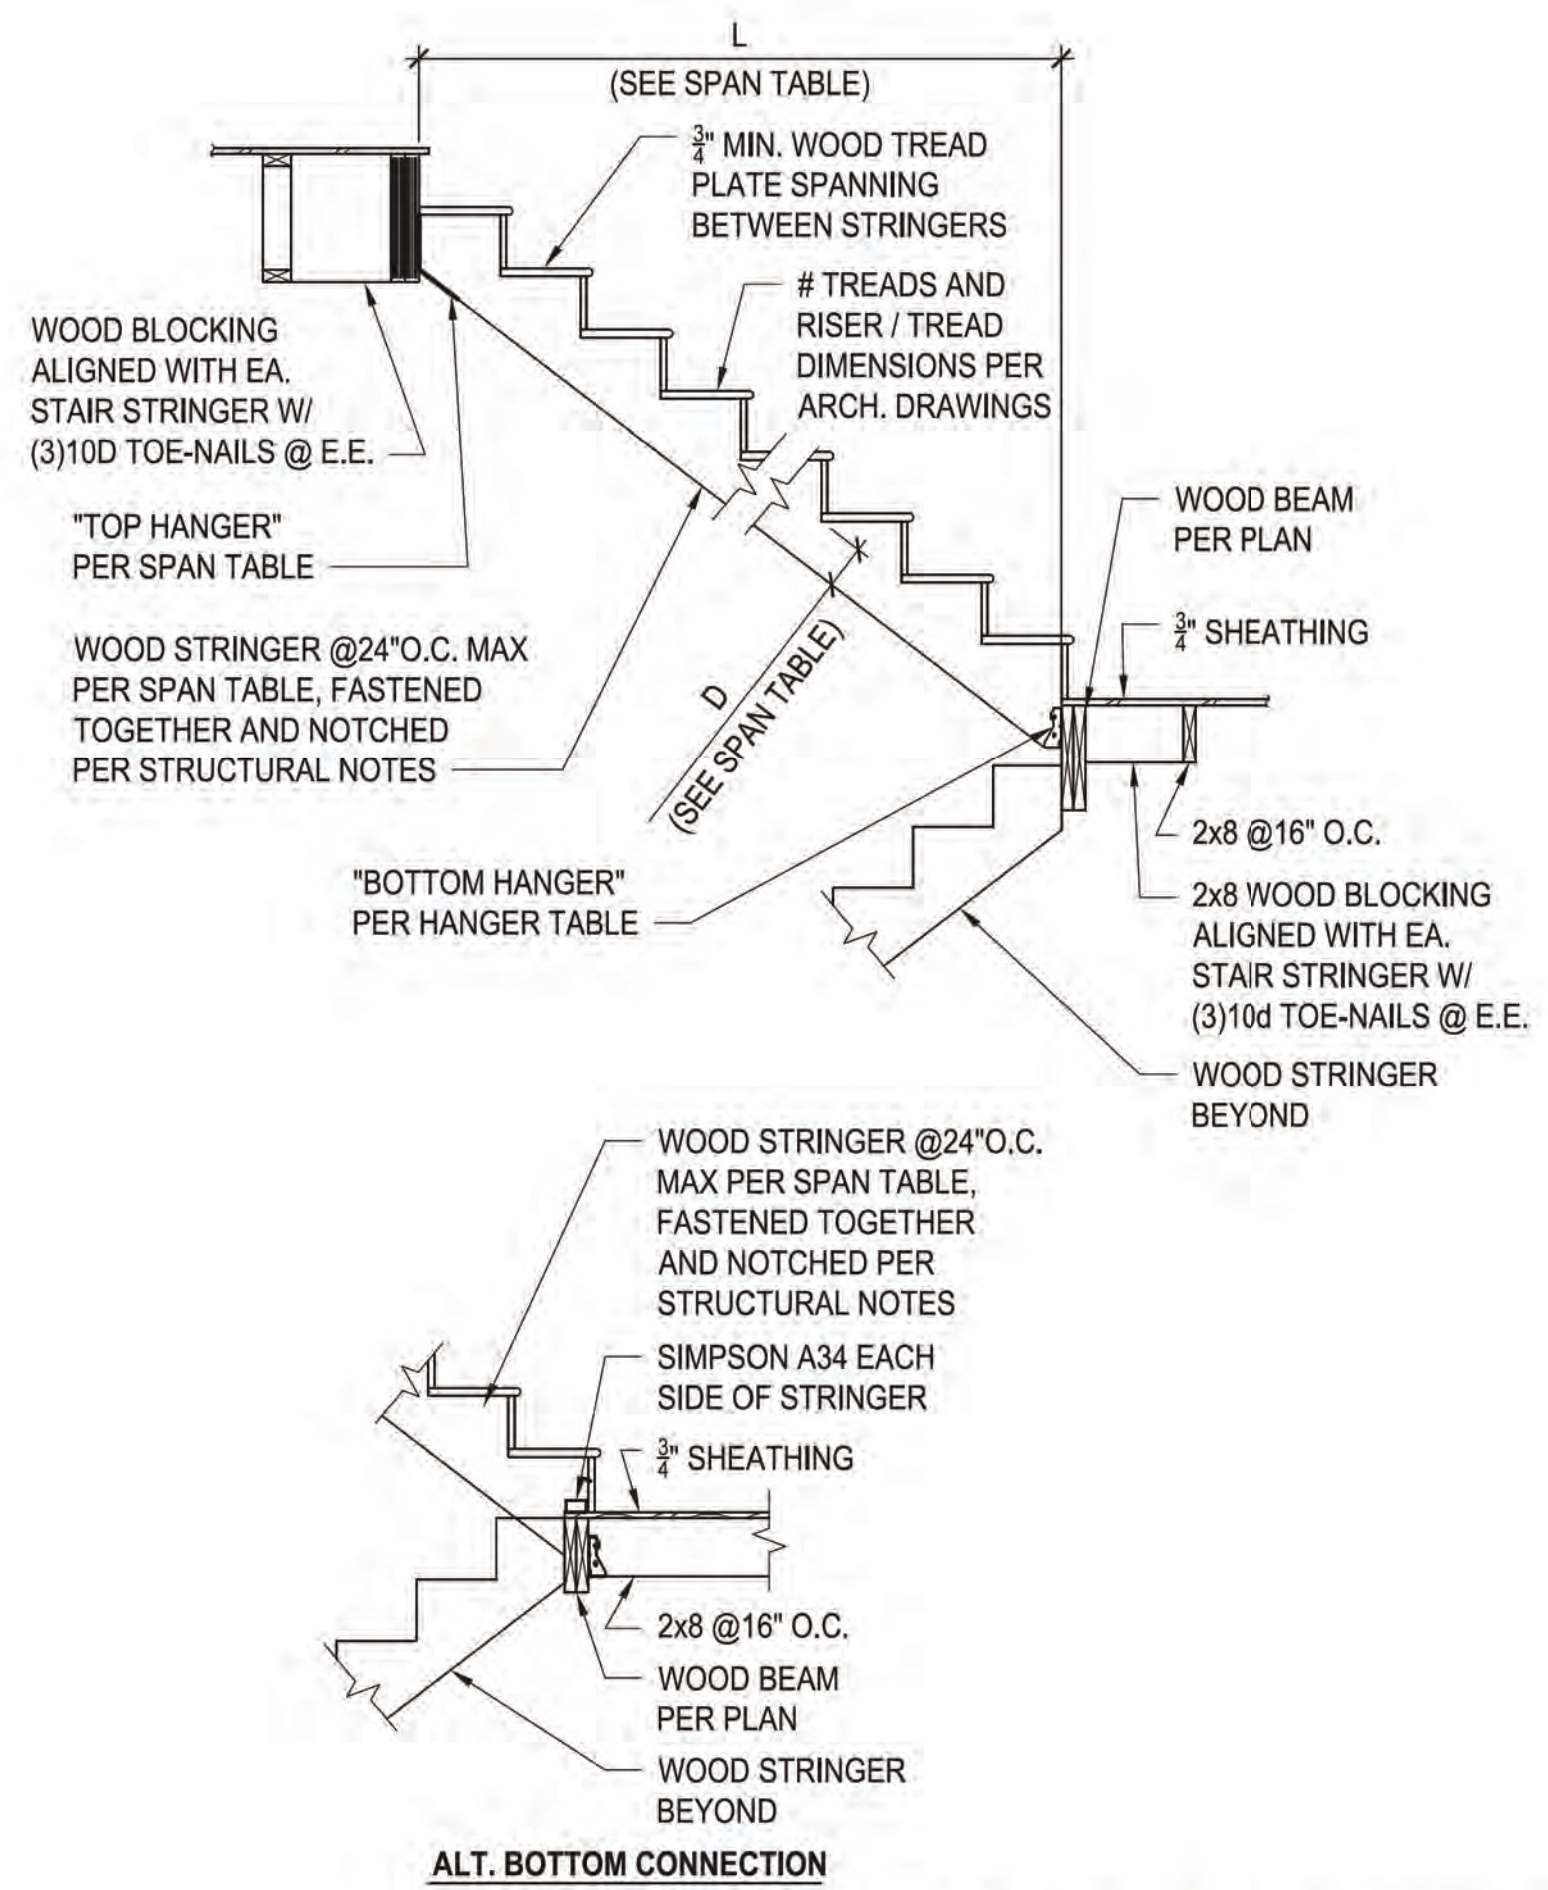 L
(SEE SPAN TABLE)
3/4" MIN. WOOD TREAD
PLATE SPANNING
BETWEEN STRINGERS
# TREADS AND
RISER / TREAD
DIMENSIONS PER
ARCH. DRAWINGS
WOOD BLOCKING
ALIGNED WITH EA.
STAIR STRINGER W/
(3)10D TOE-NAILS @ E.E.
"TOP HANGER"
PER SPAN TABLE
WOOD STRINGER @24"O.C. MAX
PER SPAN TABLE, FASTENED
TOGETHER AND NOTCHED
PER STRUCTURAL NOTES
D
(SEE SPAN TABLE)
"BOTTOM HANGER"
PER HANGER TABLE
WOOD BEAM
PER PLAN
3/4" SHEATHING
2x8 @16" O.C.
2x8 WOOD BLOCKING
ALIGNED WITH EA.
STAIR STRINGER W/
(3)10d TOE-NAILS @ E.E.
WOOD STRINGER
BEYOND
WOOD STRINGER @24"O.C.
MAX PER SPAN TABLE,
FASTENED TOGETHER
AND NOTCHED PER
STRUCTURAL NOTES
SIMPSON A34 EACH
SIDE OF STRINGER
3/4" SHEATHING
2x8 @16" O.C.
WOOD BEAM
PER PLAN
WOOD STRINGER
BEYOND
ALT. BOTTOM CONNECTION